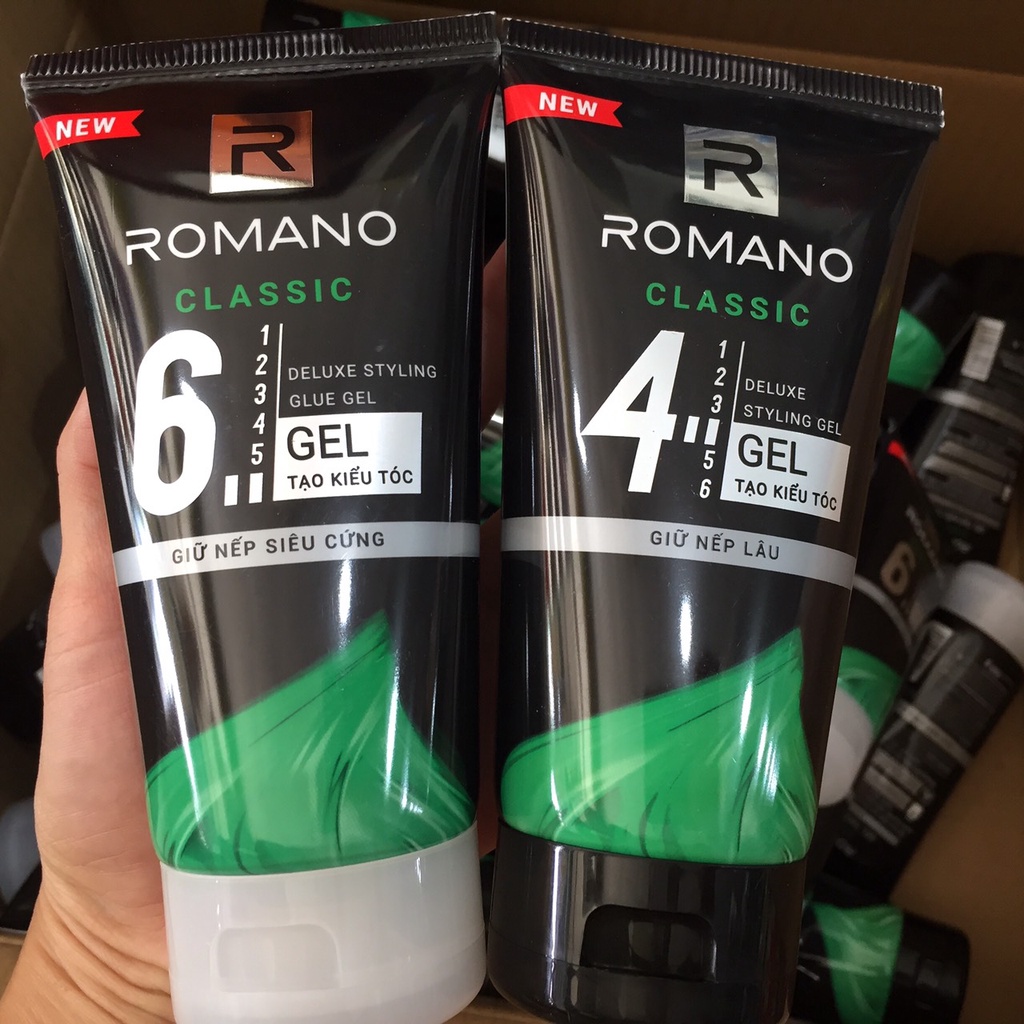 NEW
R
ROMANO
CLASSIC
6
1
2
3
4
5
DELUXE STYLING
GLUE GEL
GEL
TẠO KIỂU TÓC
GIỮ NẾP SIÊU CỨNG
NEW
R
ROMANO
CLASSIC
4
1
2
3
5
6
DELUXE
STYLING GEL
GEL
TẠO KIỂU TÓC
GIỮ NẾP LÂU
6